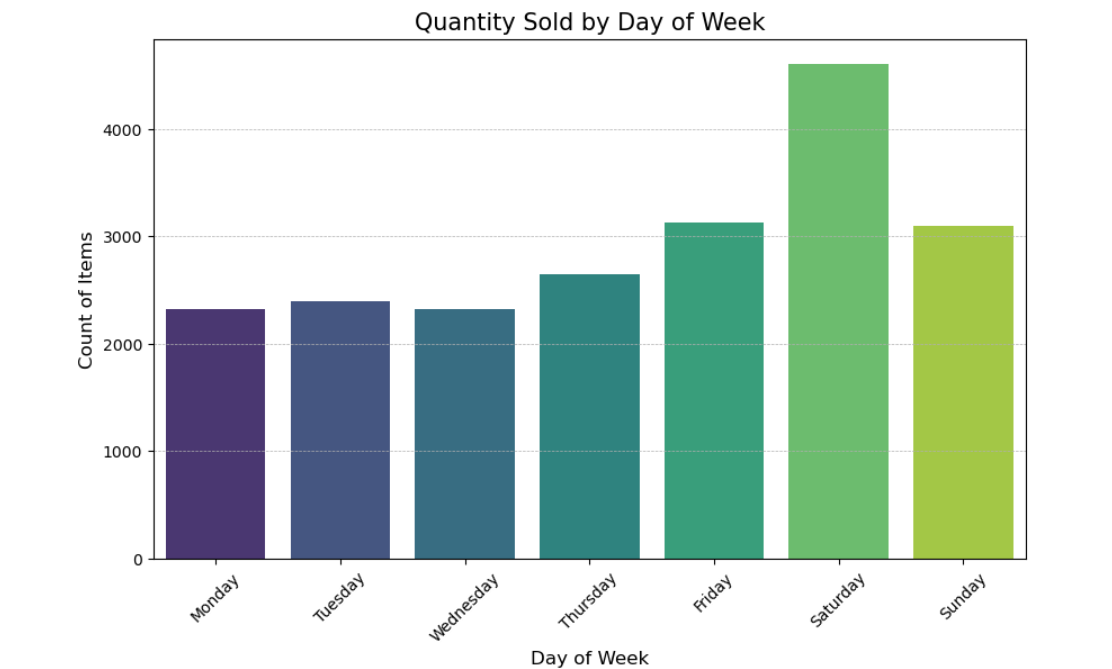 Quantity Sold by Day of Week
Count of Items
4000
3000
2000
1000
0
Monday
Tuesday
Wednesday
Thursday
Friday
Saturday
Sunday
Day of Week